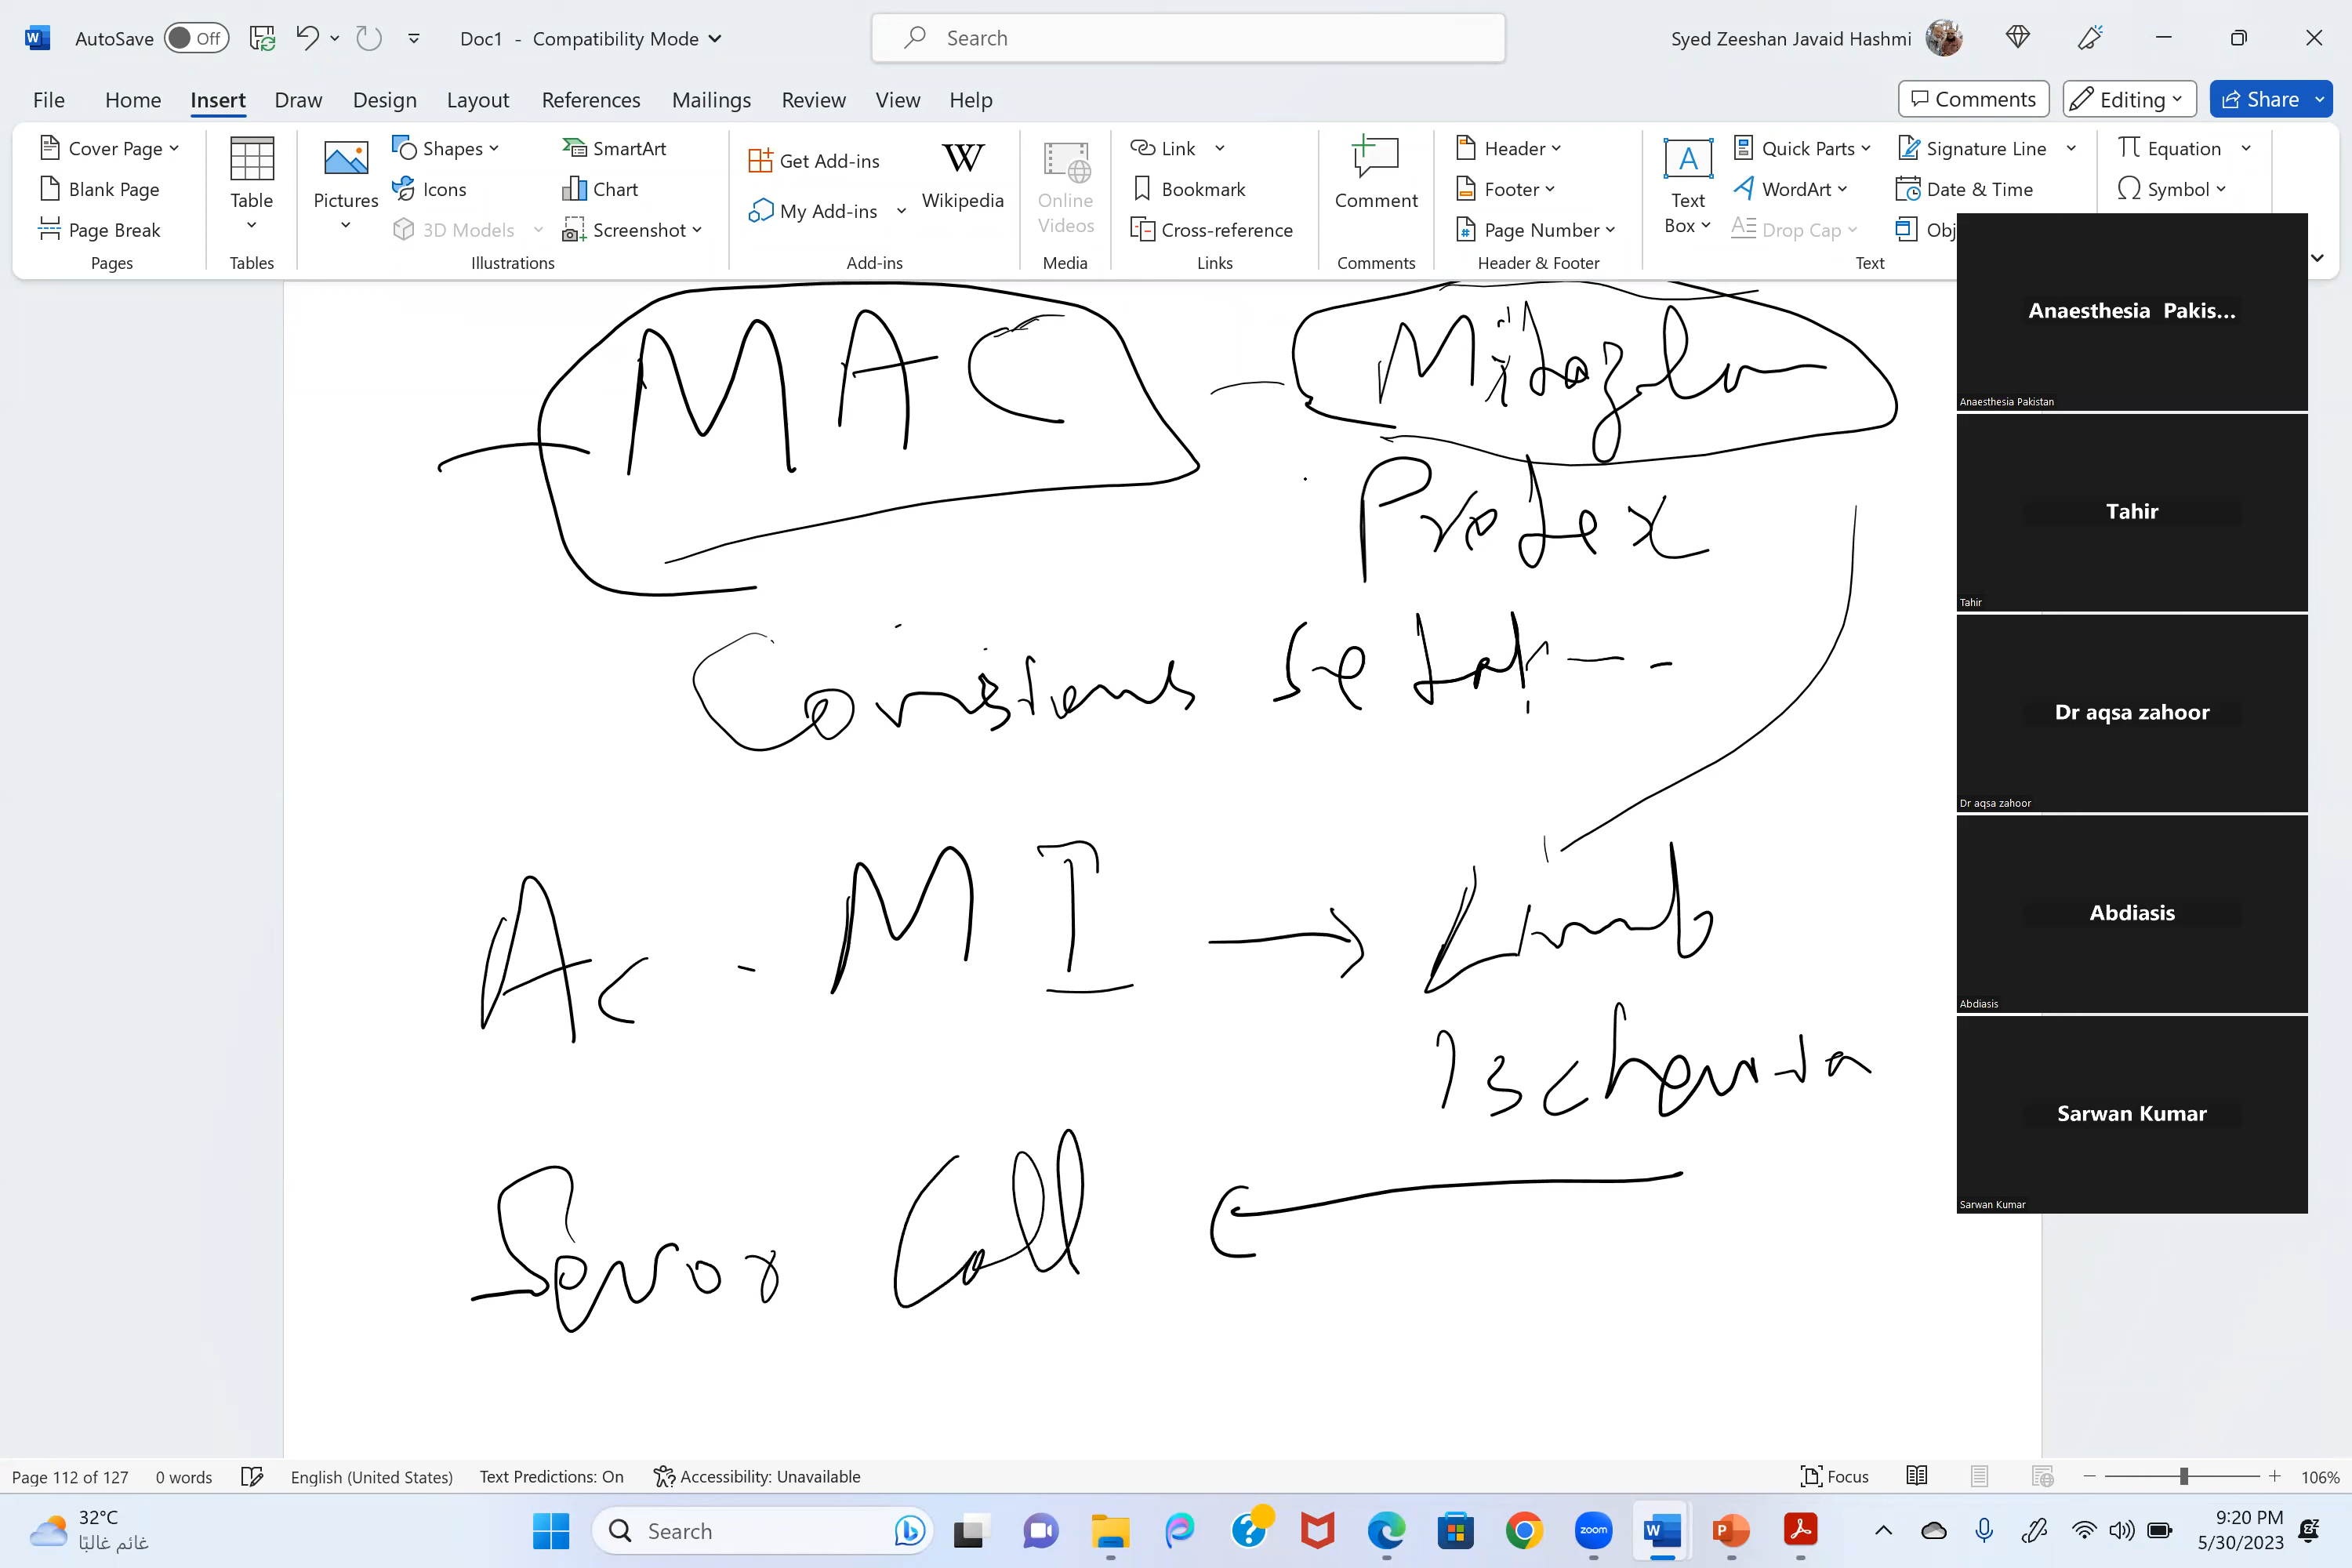 AutoSave Off Doc1 - Compatibility Mode Search Syed Zeeshan Javaid Hashmi
File Home Insert Draw Design Layout References Mailings Review View Help Comments Editing Share
Cover Page Shapes SmartArt Get Add-ins Link Header Quick Parts Signature Line Equation
Blank Page Table Pictures Icons Chart My Add-ins Wikipedia Online Videos Bookmark Comment Footer Text Box WordArt Date & Time Symbol
Page Break 3D Models Screenshot Cross-reference Page Number Drop Cap Obj
Pages Tables Illustrations Add-ins Media Links Comments Header & Footer Text
MAC
Call
Ac - MI → Limb
Anaesthesia Pakis...
Anaesthesia Pakistan
Tahir
Tahir
Dr aqsa zahoor
Dr aqsa zahoor
Abdiasis
Abdiasis
Sarwan Kumar
Sarwan Kumar
Page 112 of 127 0 words English (United States) Text Predictions: On Accessibility: Unavailable Focus 106%
32°C
غائم غالبًا
Search
zoom
9:20 PM
5/30/2023